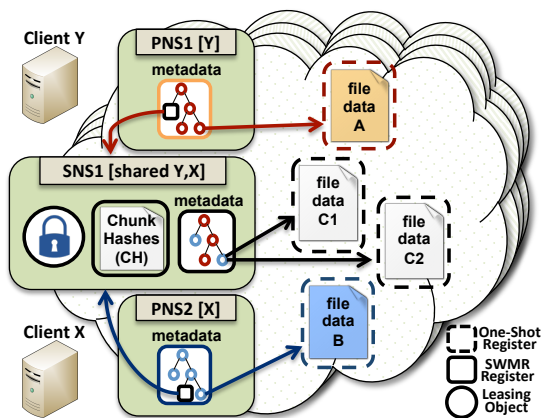 Client Y
PNS1 [Y]
metadata
file
data
A
SNS1 [shared Y,X]
Chunk
Hashes
(CH)
metadata
file
data
C1
file
data
C2
Client X
PNS2 [X]
metadata
file
data
B
One-Shot
Register
SWMR
Register
Leasing
Object